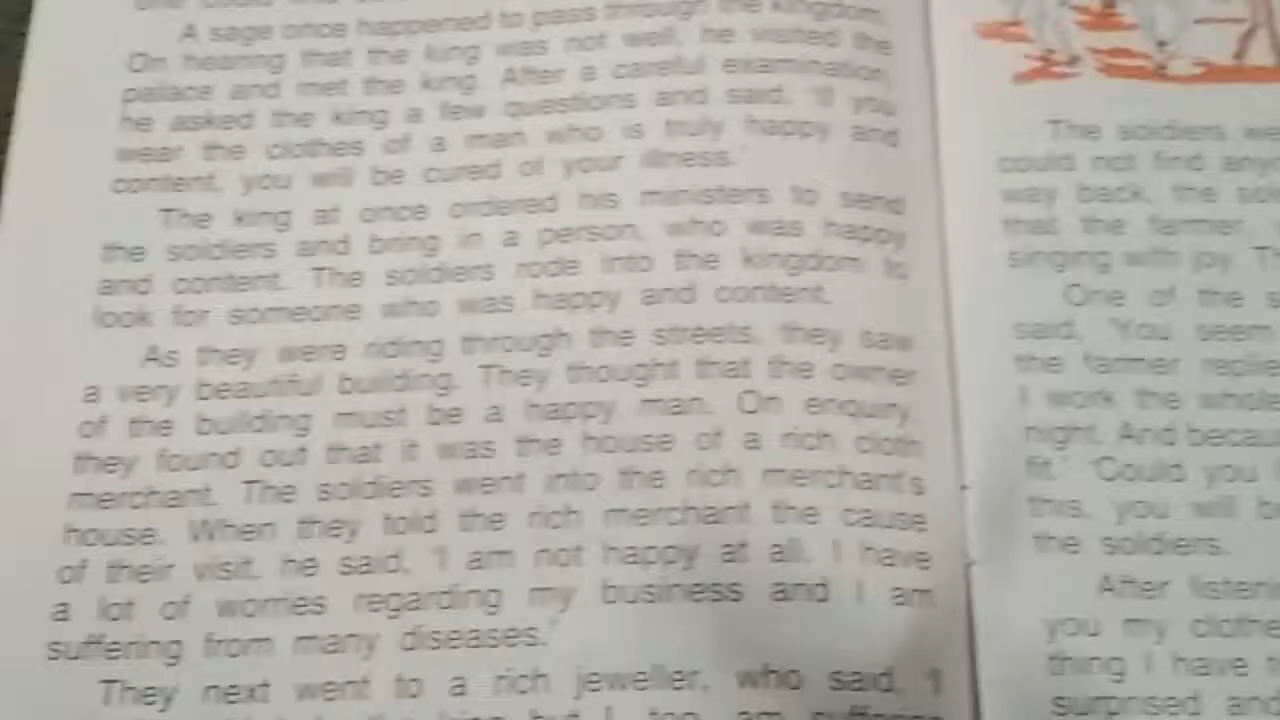 A sage once happened to pass through the kingdom.
On hearing that the king was not well, he visited the
palace and met the king. After a careful examination,
he asked the king a few questions and said, 'If you
wear the clothes of a man who is truly happy and
content, you will be cured of your illness.'
The king at once ordered his ministers to send
the soldiers and bring in a person, who was happy
and content. The soldiers rode into the kingdom to
look for someone who was happy and content.
As they were riding through the streets, they saw
a very beautiful building. They thought that the owner
of the building must be a happy man. On enquiry,
they found out that it was the house of a rich cloth
merchant. The soldiers went into the rich merchant's
house. When they told the rich merchant the cause
of their visit, he said, 'I am not happy at all. I have
a lot of worries regarding my business and I am
suffering from many diseases.'
They next went to a rich jeweller, who said, 'I
but I, too, am suffering
The soldiers
could not find
way back, the
that the farmer,
singing with joy.
One of the
said, 'You seem
the farmer
I work the whole
night. And
fit.' 'Could you
this, you will
the soldiers.
After
you my
thing I have
surprised and